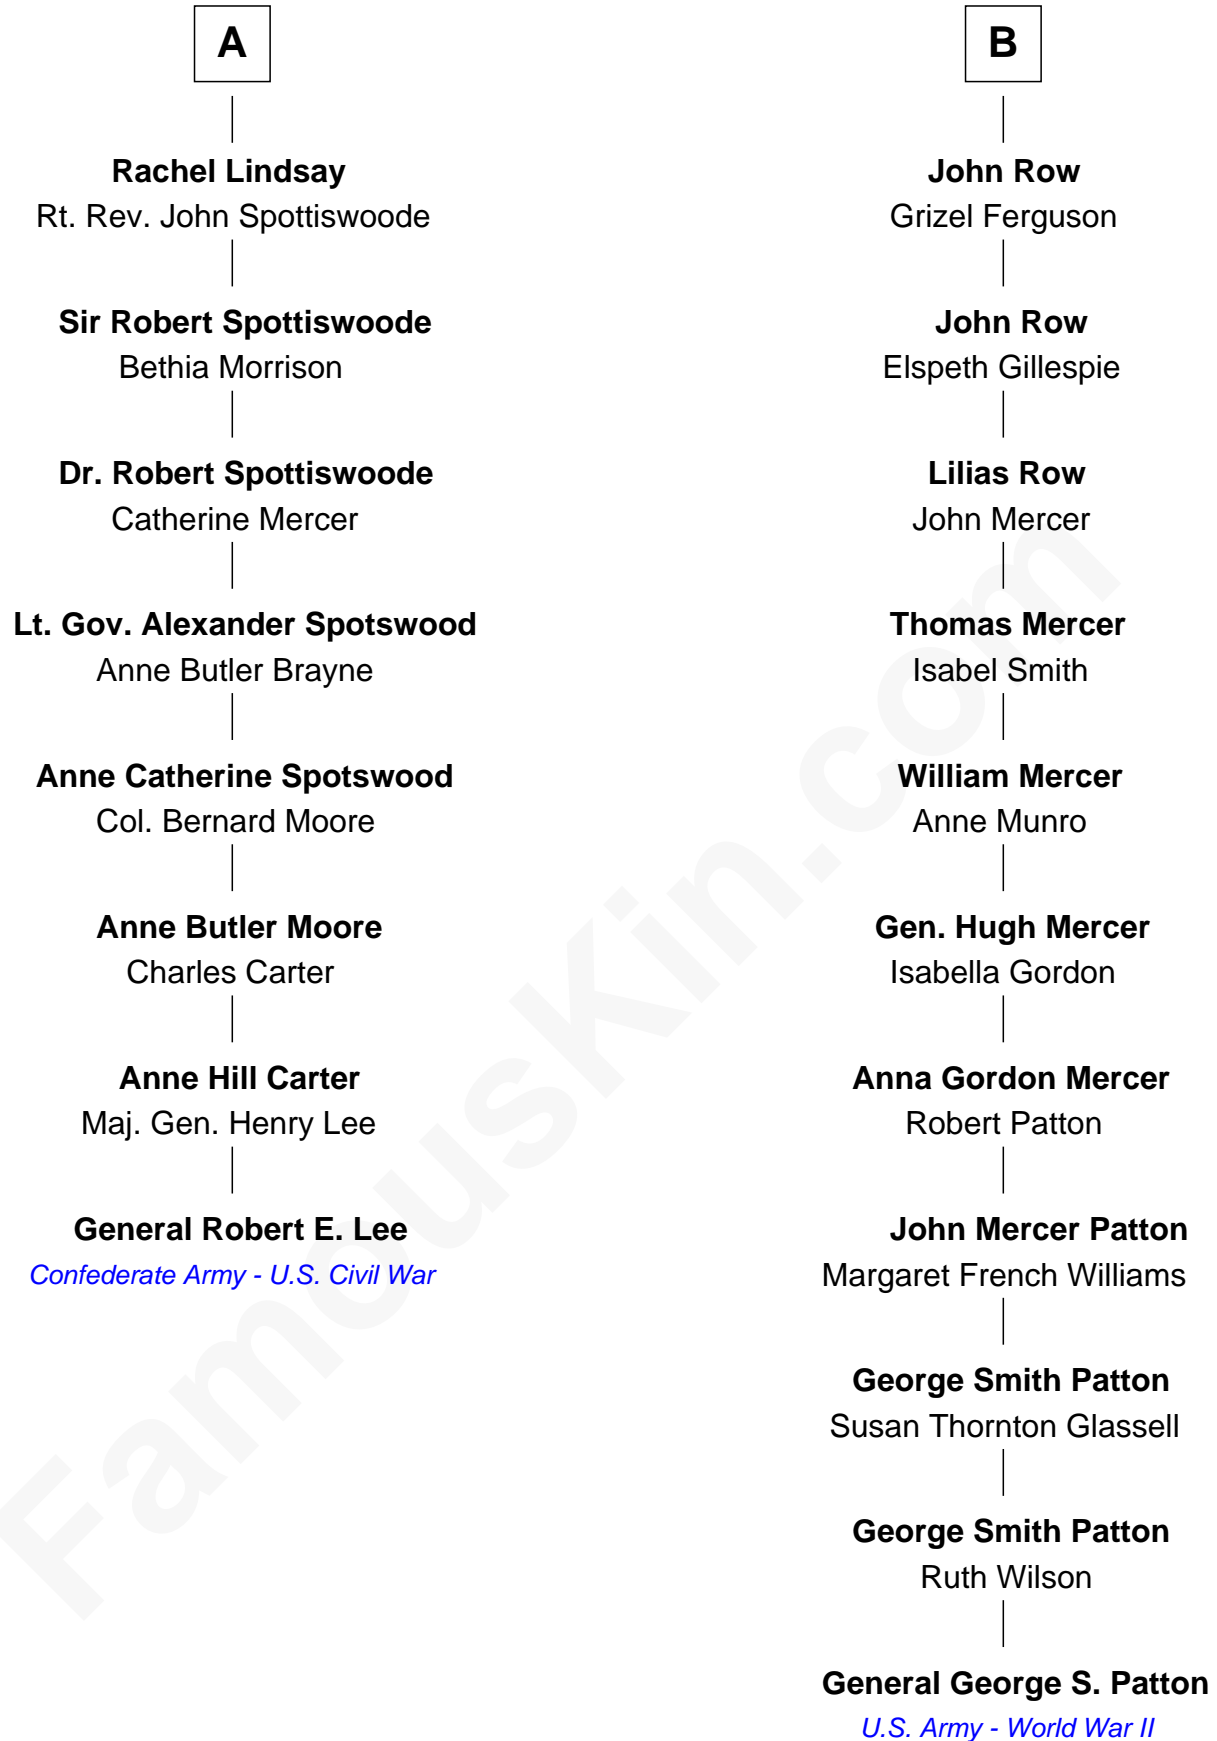 A
Rachel Lindsay
Rt. Rev. John Spottiswoode
Sir Robert Spottiswoode
Bethia Morrison
Dr. Robert Spottiswoode
Catherine Mercer
Lt. Gov. Alexander Spotswood
Anne Butler Brayne
Anne Catherine Spotswood
Col. Bernard Moore
Anne Butler Moore
Charles Carter
Anne Hill Carter
Maj. Gen. Henry Lee
General Robert E. Lee
Confederate Army - U.S. Civil War
B
John Row
Grizel Ferguson
John Row
Elspeth Gillespie
Lilias Row
John Mercer
Thomas Mercer
Isabel Smith
William Mercer
Anne Munro
Gen. Hugh Mercer
Isabella Gordon
Anna Gordon Mercer
Robert Patton
John Mercer Patton
Margaret French Williams
George Smith Patton
Susan Thornton Glassell
George Smith Patton
Ruth Wilson
General George S. Patton
U.S. Army - World War II
FamousKin.com